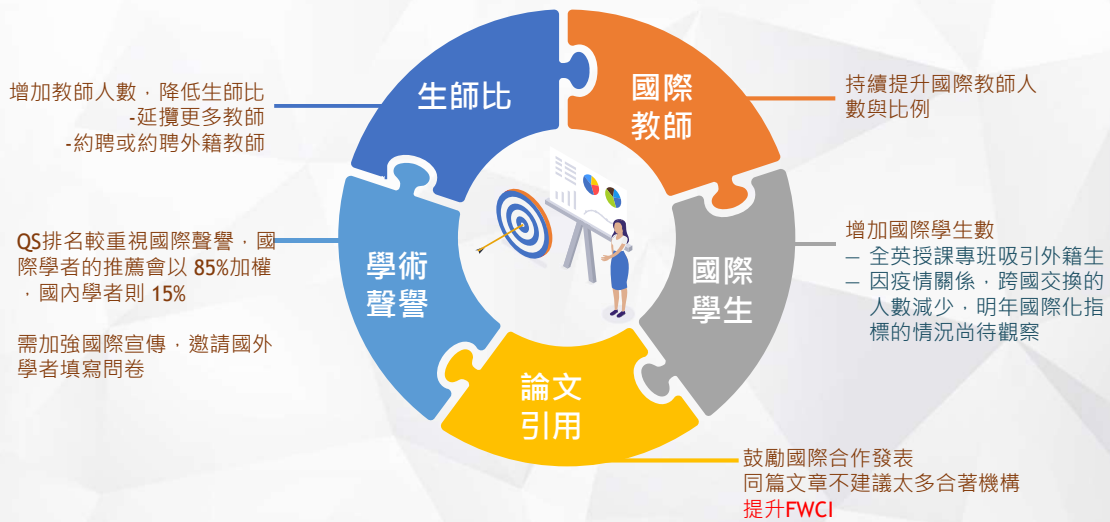 生師比
增加教師人數，降低生師比
-延攬更多教師
-約聘或約聘外籍教師
國際
教師
持續提升國際教師人
數與比例
學術
聲譽
QS排名較重視國際聲譽，國
際學者的推薦會以 85%加權
，國內學者則 15%
需加強國際宣傳，邀請國外
學者填寫問卷
國際
學生
增加國際學生數
– 全英授課專班吸引外籍生
– 因疫情關係，跨國交換的
人數減少，明年國際化指
標的情況尚待觀察
論文
引用
鼓勵國際合作發表
同篇文章不建議太多合著機構
提升FWCI